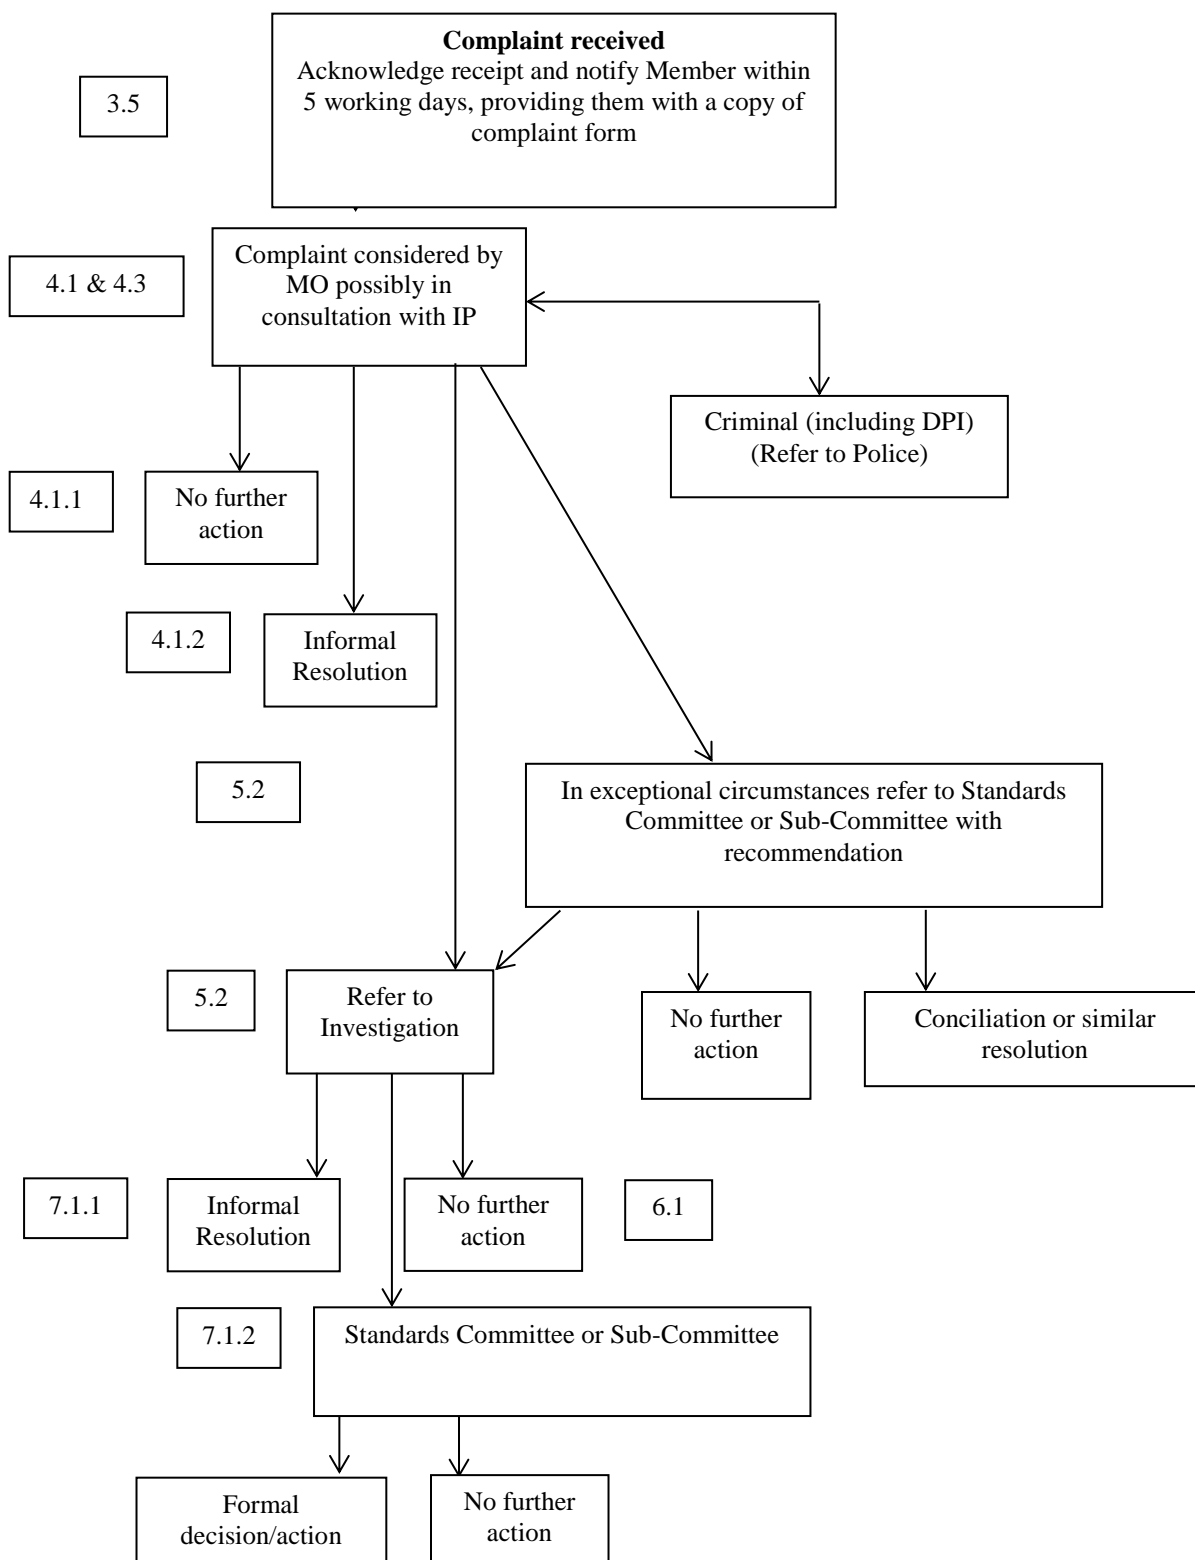 Complaint received
Acknowledge receipt and notify Member within
5 working days, providing them with a copy of
complaint form
3.5
Complaint considered by
MO possibly in
consultation with IP
4.1 & 4.3
Criminal (including DPI)
(Refer to Police)
4.1.1
No further
action
4.1.2
Informal
Resolution
5.2
In exceptional circumstances refer to Standards
Committee or Sub-Committee with
recommendation
5.2
Refer to
Investigation
No further
action
Conciliation or similar
resolution
7.1.1
Informal
Resolution
No further
action
6.1
7.1.2
Standards Committee or Sub-Committee
Formal
decision/action
No further
action